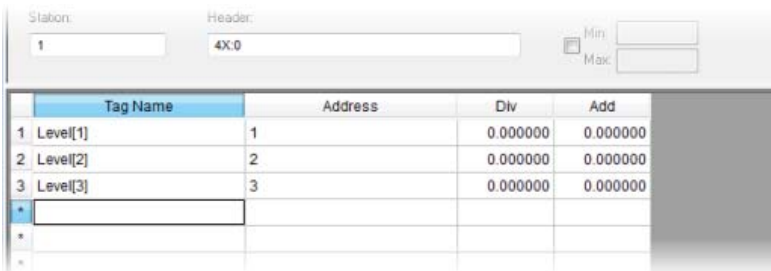 Station: Header:
1 4X:0
Min:
Max:
Tag Name Address Div Add
1 Level[1] 1 0.000000 0.000000
2 Level[2] 2 0.000000 0.000000
3 Level[3] 3 0.000000 0.000000
*
*
*